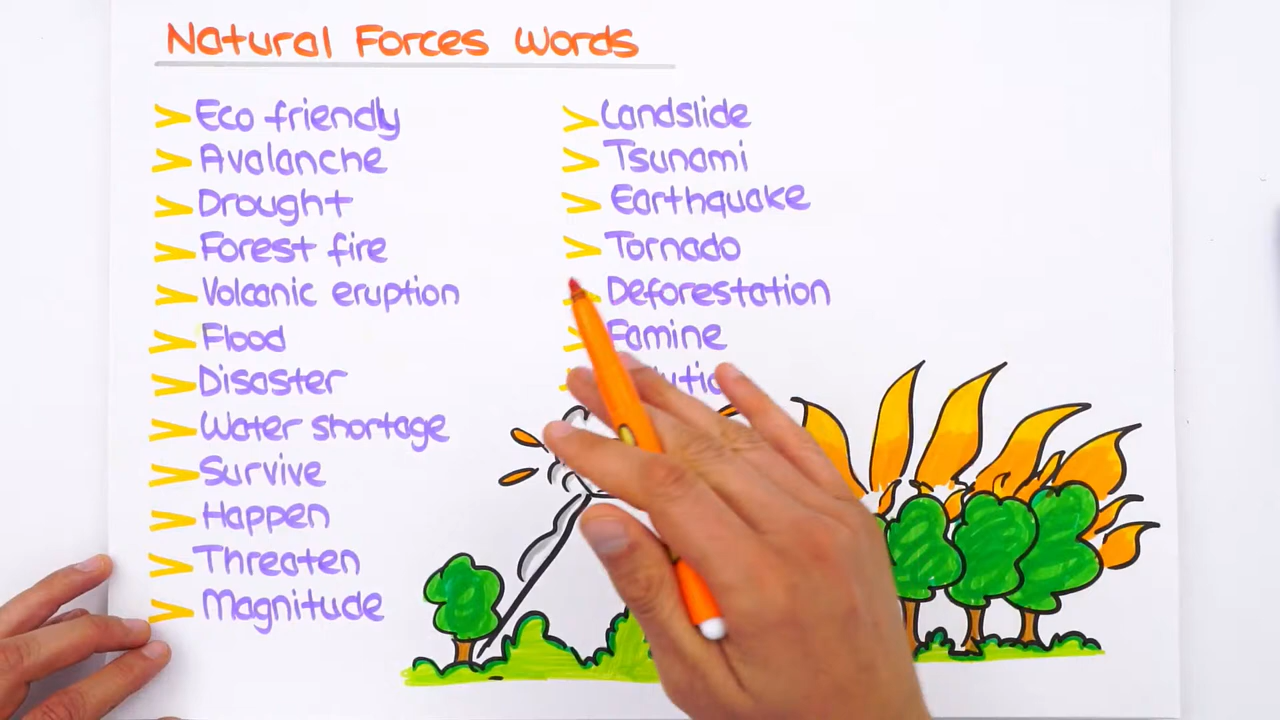 Natural Forces Words
Eco friendly
Avalanche
Drought
Forest fire
Volcanic eruption
Flood
Disaster
Water shortage
Survive
Happen
Threaten
Magnitude
Landslide
Tsunami
Earthquake
Tornado
Deforestation
Famine